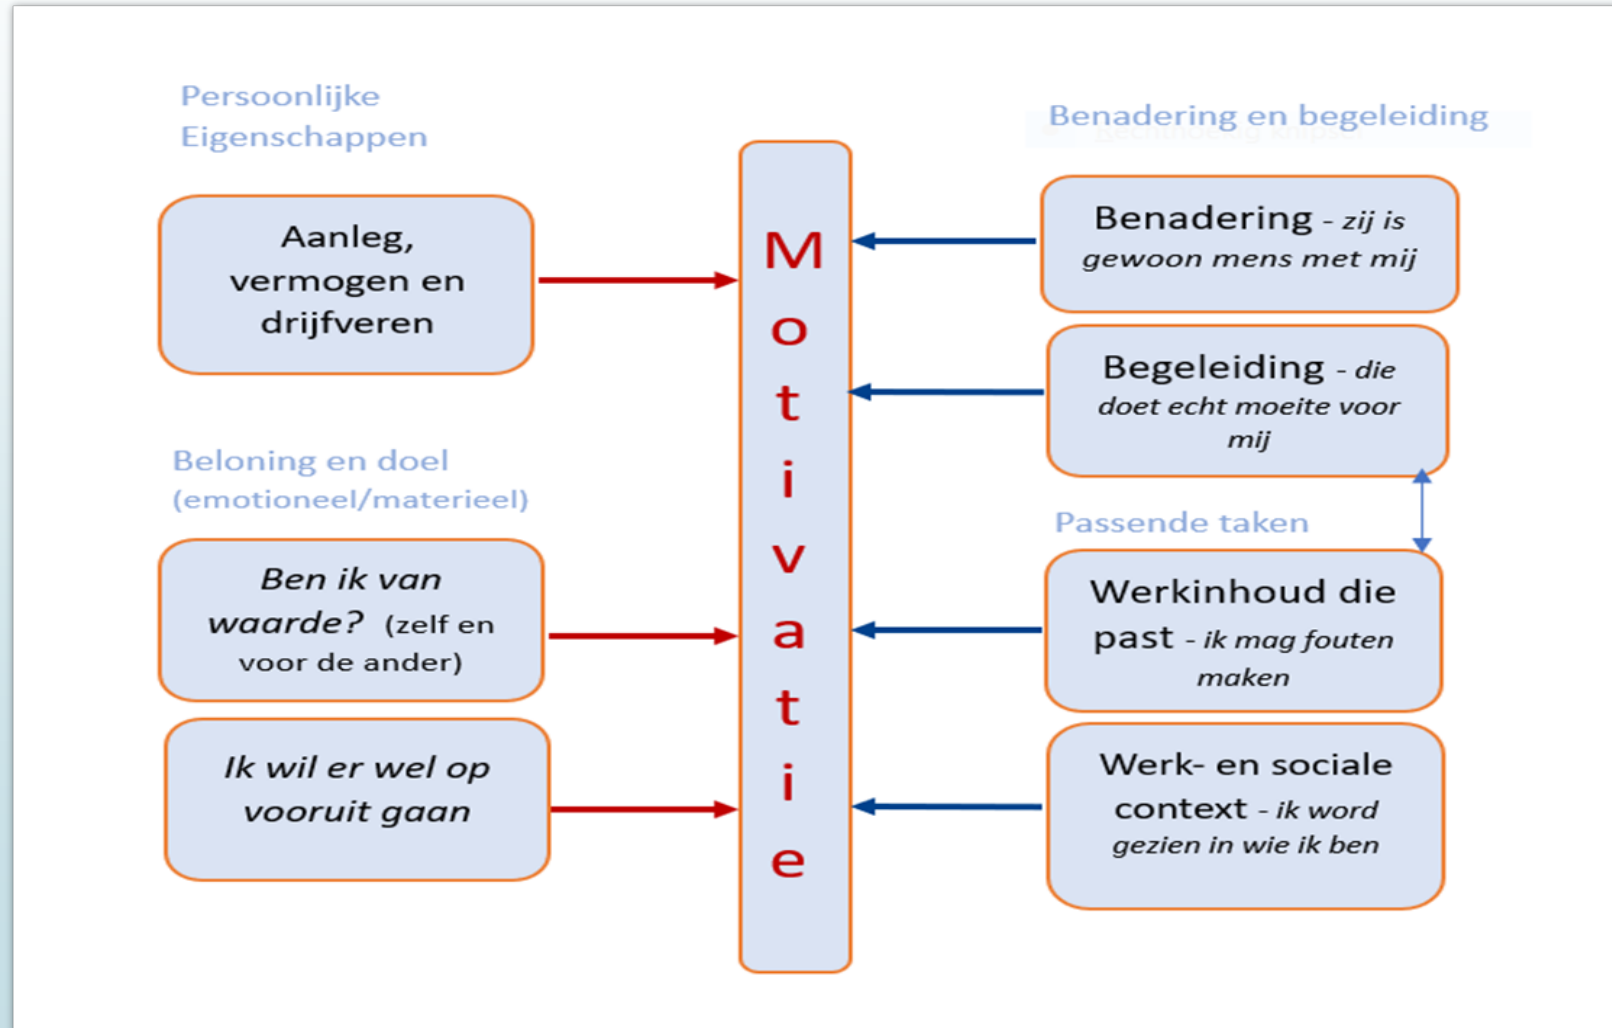 Persoonlijke
Eigenschappen
Aanleg,
vermogen en
drijfveren
Beloning en doel
(emotioneel/materieel)
Ben ik van
waarde? (zelf en
voor de ander)
Ik wil er wel op
vooruit gaan
M
o
t
i
v
a
t
i
e
Benadering en begeleiding
Benadering - zij is
gewoon mens met mij
Begeleiding - die
doet echt moeite voor
mij
Passende taken
Werkinhoud die
past - ik mag fouten
maken
Werk- en sociale
context - ik word
gezien in wie ik ben